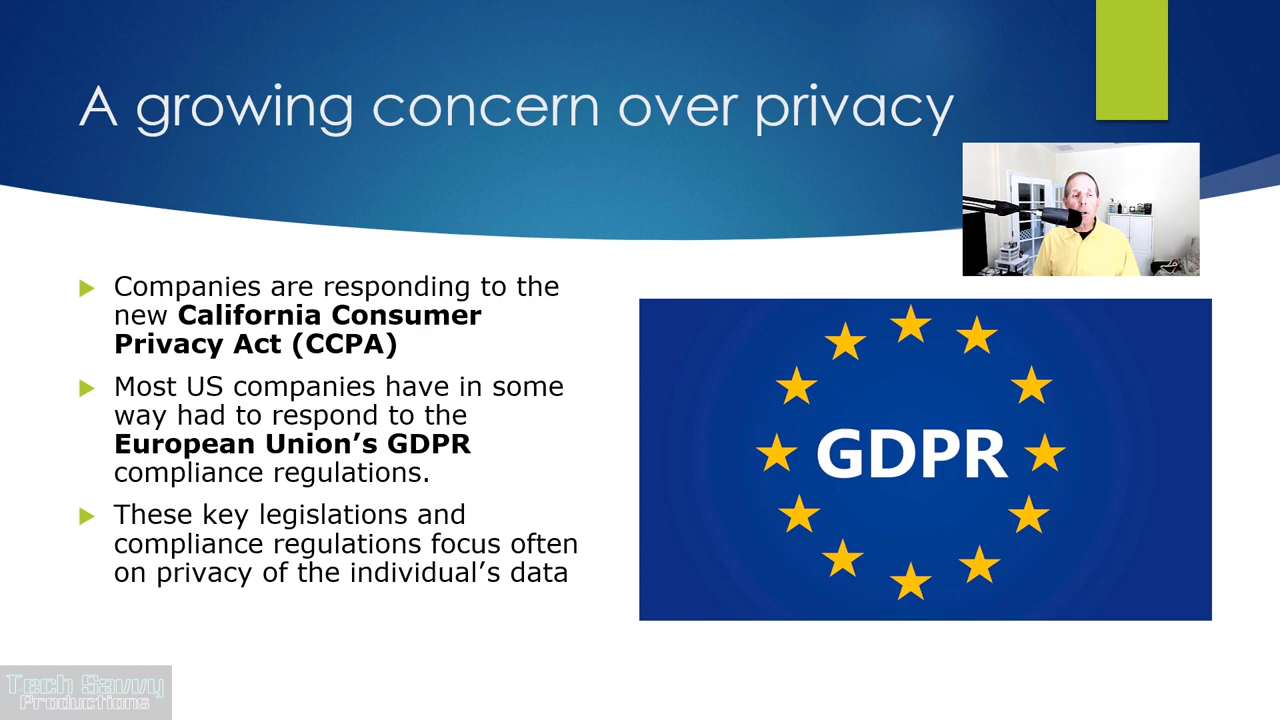 A growing concern over privacy
Companies are responding to the
new California Consumer
Privacy Act (CCPA)
Most US companies have in some
way had to respond to the
European Union’s GDPR
compliance regulations.
These key legislations and
compliance regulations focus often
on privacy of the individual’s data
GDPR
Tech Savvy
Productions